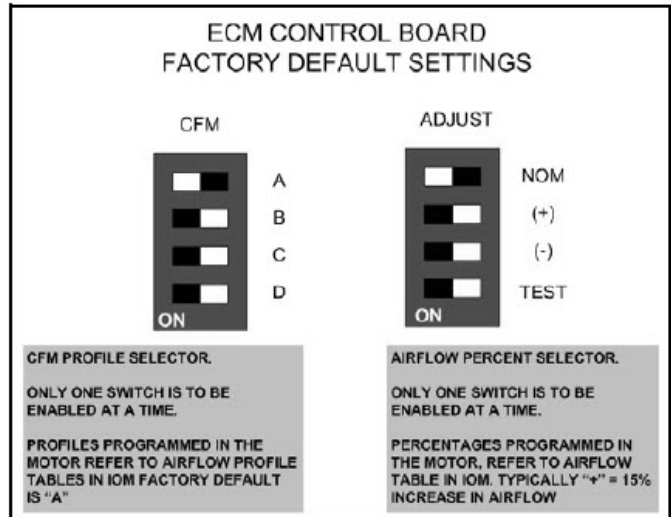 ECM CONTROL BOARD
FACTORY DEFAULT SETTINGS
CFM
A
B
C
D
ON
CFM PROFILE SELECTOR.
ONLY ONE SWITCH IS TO BE
ENABLED AT A TIME.
PROFILES PROGRAMMED IN THE
MOTOR REFER TO AIRFLOW PROFILE
TABLES IN IOM FACTORY DEFAULT
IS "A"
ADJUST
NOM
(+)
(-)
TEST
ON
AIRFLOW PERCENT SELECTOR.
ONLY ONE SWITCH IS TO BE
ENABLED AT A TIME.
PERCENTAGES PROGRAMMED IN
THE MOTOR, REFER TO AIRFLOW
TABLE IN IOM. TYPICALLY "+" = 15%
INCREASE IN AIRFLOW